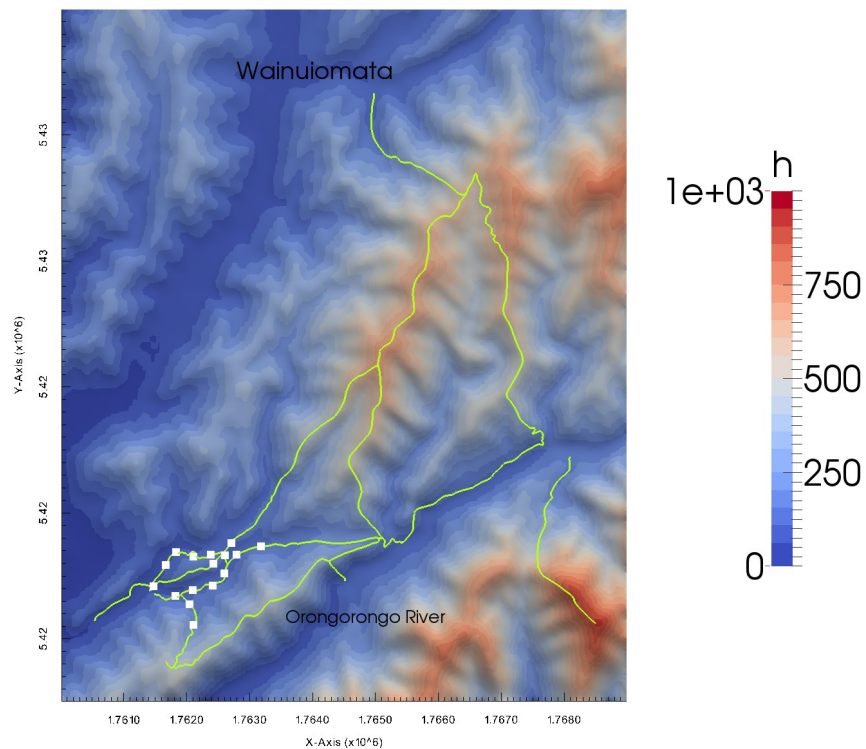 Wainuiomata
Orongorongo River
h
1e+03
750
500
250
0
Y-Axis (x10^6)
5.43
5.43
5.42
5.42
5.42
1.7610
1.7620
1.7630
1.7640
1.7650
1.7660
1.7670
1.7680
X-Axis (x10^6)